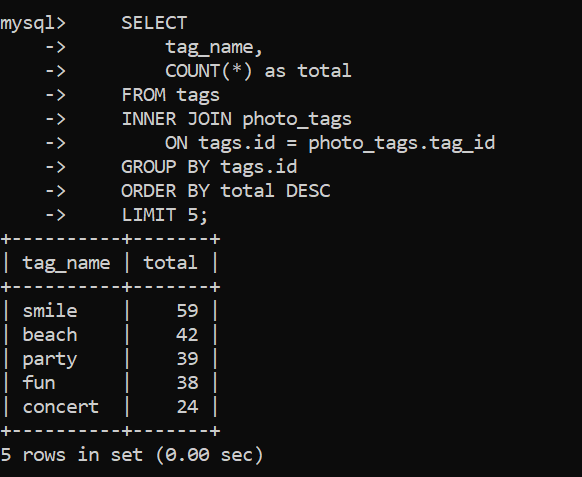 mysql>     SELECT
    ->         tag_name,
    ->         COUNT(*) as total
    ->     FROM tags
    ->     INNER JOIN photo_tags
    ->         ON tags.id = photo_tags.tag_id
    ->     GROUP BY tags.id
    ->     ORDER BY total DESC
    ->     LIMIT 5;
+----------+-------+
| tag_name | total |
+----------+-------+
| smile    |    59 |
| beach    |    42 |
| party    |    39 |
| fun      |    38 |
| concert  |    24 |
+----------+-------+
5 rows in set (0.00 sec)